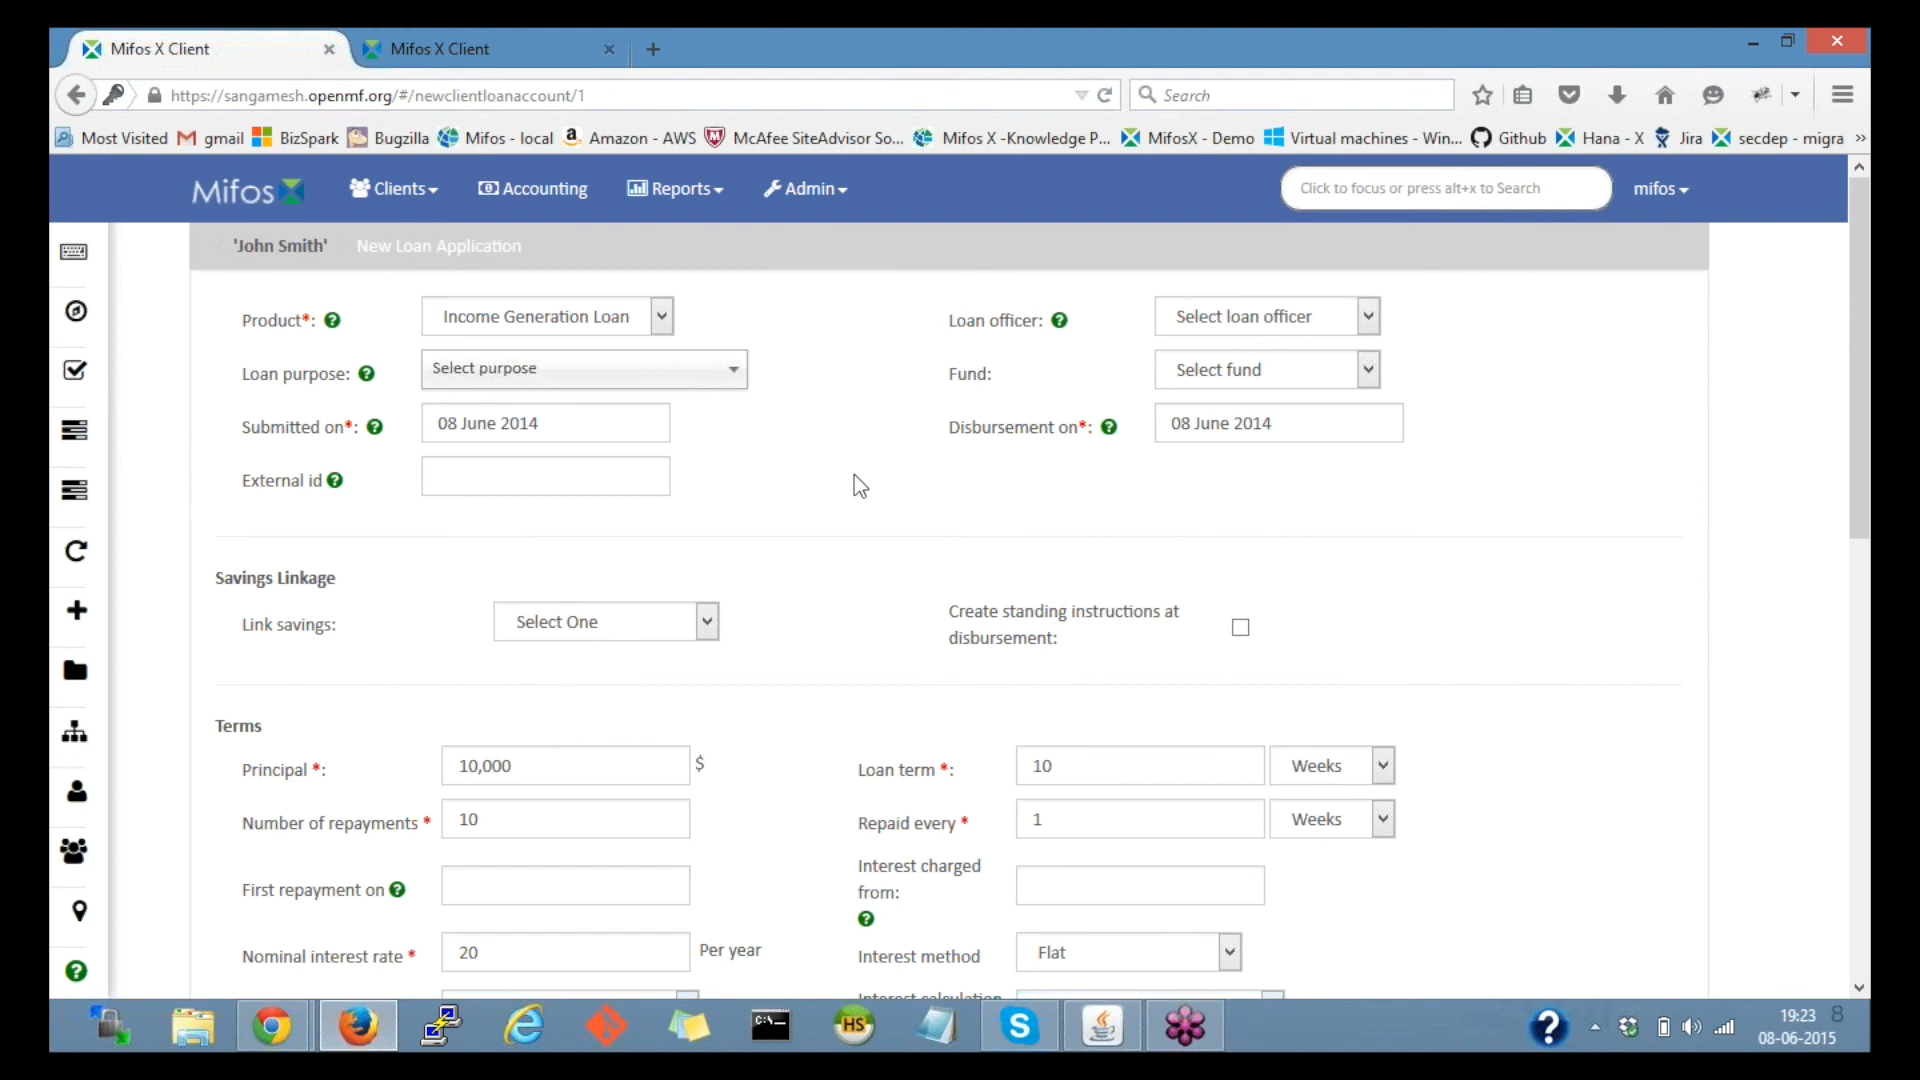 Mifos X Client
Mifos X Client
https://sangamesh.openmf.org/#/newclientloanaccount/1
Search
Most Visited
gmail
BizSpark
Bugzilla
Mifos - local
Amazon - AWS
McAfee SiteAdvisor So...
Mifos X -Knowledge P...
MifosX - Demo
Virtual machines - Win...
Github
Hana - X
Jira
secdep - migra
Mifos
Clients
Accounting
Reports
Admin
Click to focus or press alt+x to Search
mifos
'John Smith' New Loan Application
Product*: ? Income Generation Loan
Loan officer: ? Select loan officer
Loan purpose: ? Select purpose
Fund: Select fund
Submitted on*: ? 08 June 2014
Disbursement on*: ? 08 June 2014
External id ?
Savings Linkage
Link savings: Select One
Create standing instructions at
disbursement:
Terms
Principal *: 10,000 $
Loan term *: 10 Weeks
Number of repayments * 10
Repaid every * 1 Weeks
First repayment on ?
Interest charged
from:
?
Nominal interest rate * 20 Per year
Interest method Flat
Interest calculation
C:\_
HS
S
?
19:23
8
08-06-2015